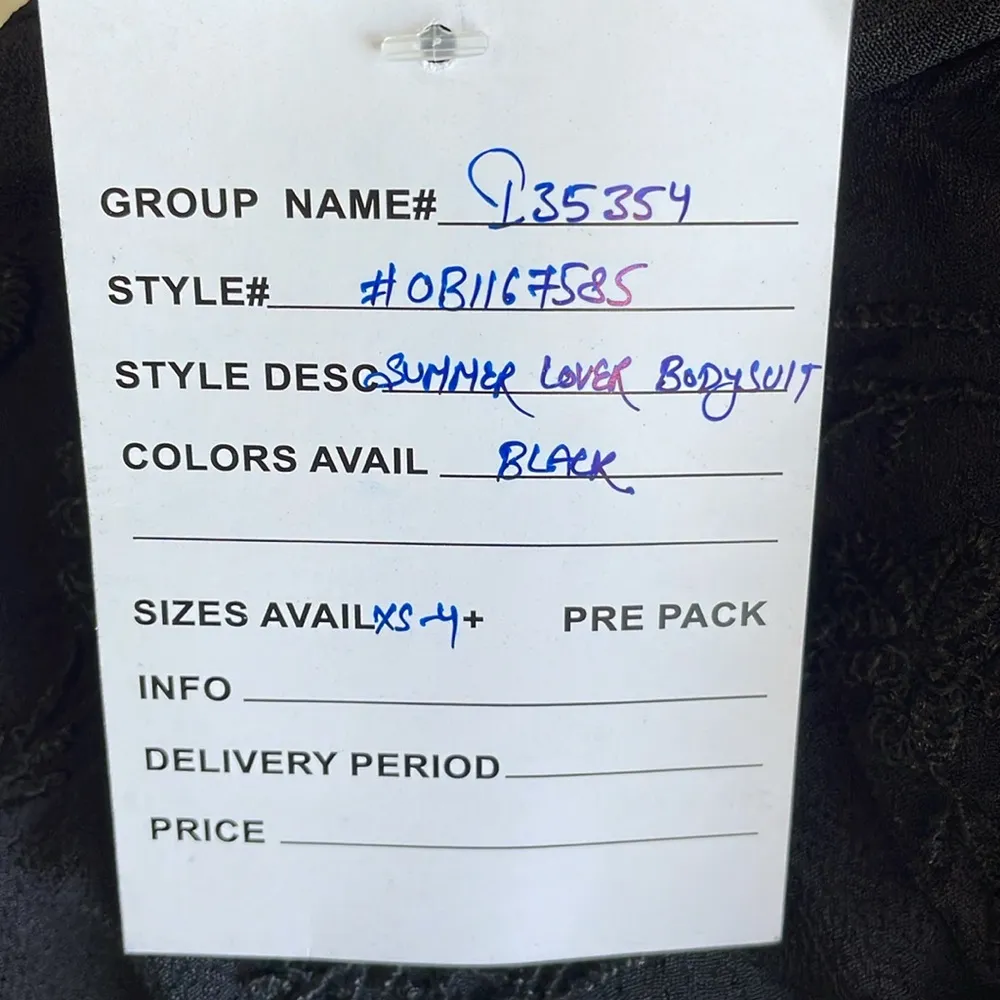 GROUP NAME# I35354
STYLE# #OB1167585
STYLE DESC SUMMER LOVER BODYSUIT
COLORS AVAIL BLACK
SIZES AVAIL XS-4+ PRE PACK
INFO
DELIVERY PERIOD
PRICE